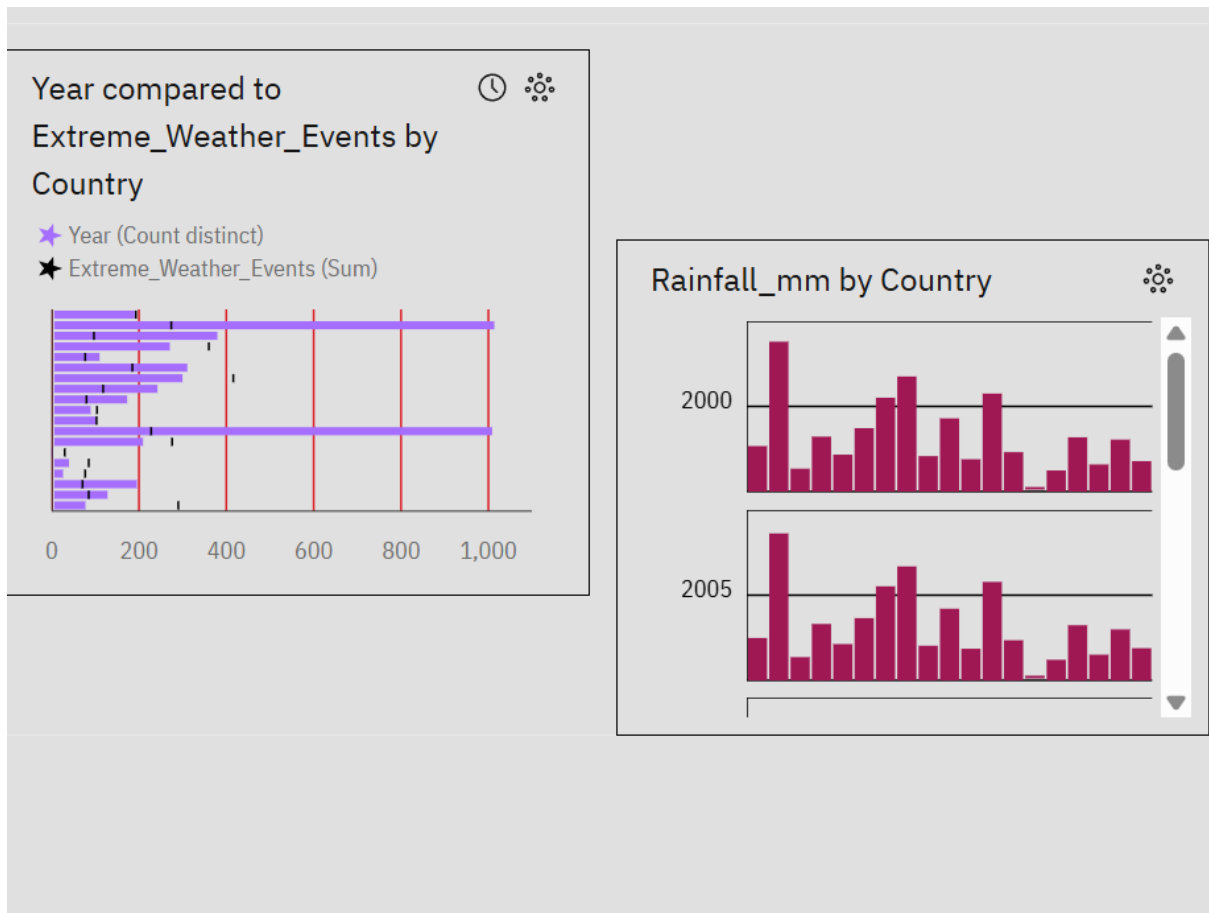 Year compared to
Extreme_Weather_Events by
Country
Year (Count distinct)
Extreme_Weather_Events (Sum)
0 200 400 600 800 1,000
Rainfall_mm by Country
2000
2005